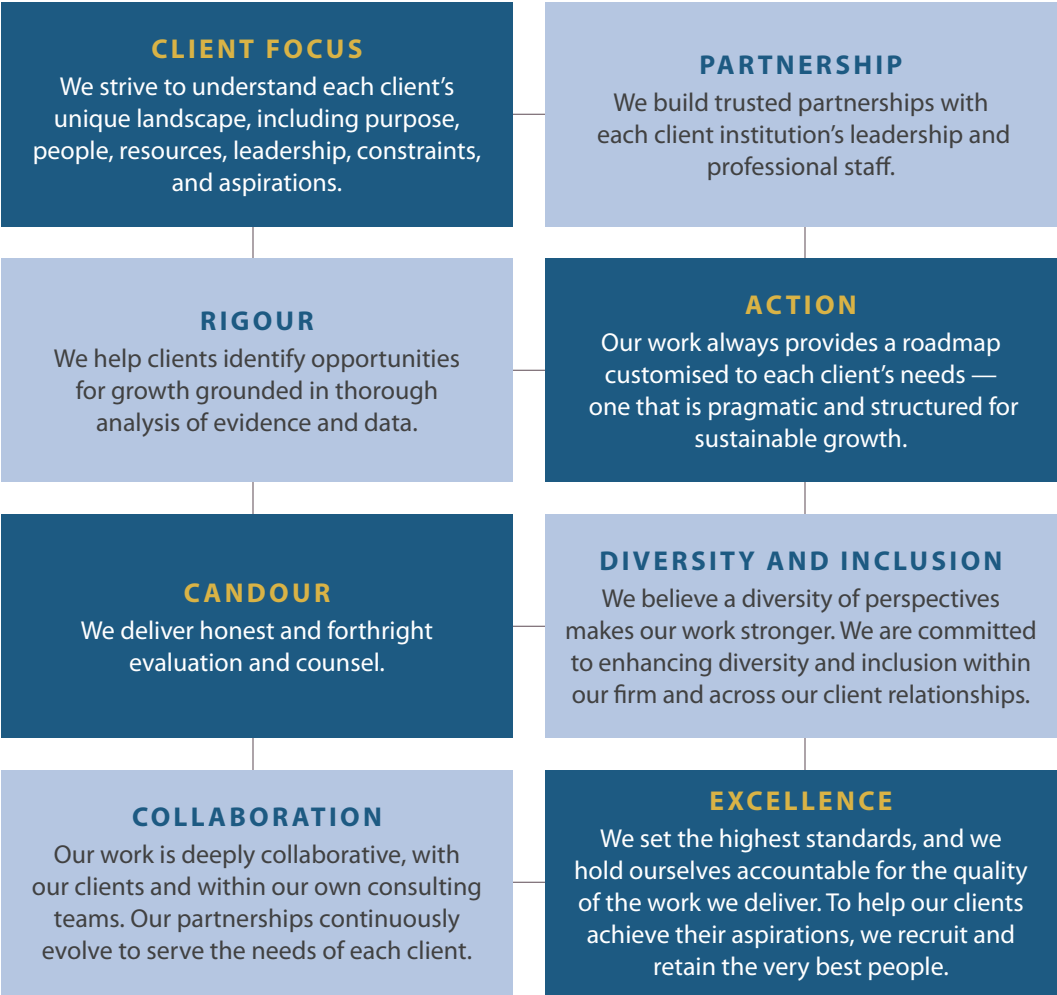 CLIENT FOCUS
We strive to understand each client’s
unique landscape, including purpose,
people, resources, leadership, constraints,
and aspirations.
PARTNERSHIP
We build trusted partnerships with
each client institution’s leadership and
professional staff.
RIGOUR
We help clients identify opportunities
for growth grounded in thorough
analysis of evidence and data.
ACTION
Our work always provides a roadmap
customised to each client’s needs —
one that is pragmatic and structured for
sustainable growth.
CANDOUR
We deliver honest and forthright
evaluation and counsel.
DIVERSITY AND INCLUSION
We believe a diversity of perspectives
makes our work stronger. We are committed
to enhancing diversity and inclusion within
our firm and across our client relationships.
COLLABORATION
Our work is deeply collaborative, with
our clients and within our own consulting
teams. Our partnerships continuously
evolve to serve the needs of each client.
EXCELLENCE
We set the highest standards, and we
hold ourselves accountable for the quality
of the work we deliver. To help our clients
achieve their aspirations, we recruit and
retain the very best people.